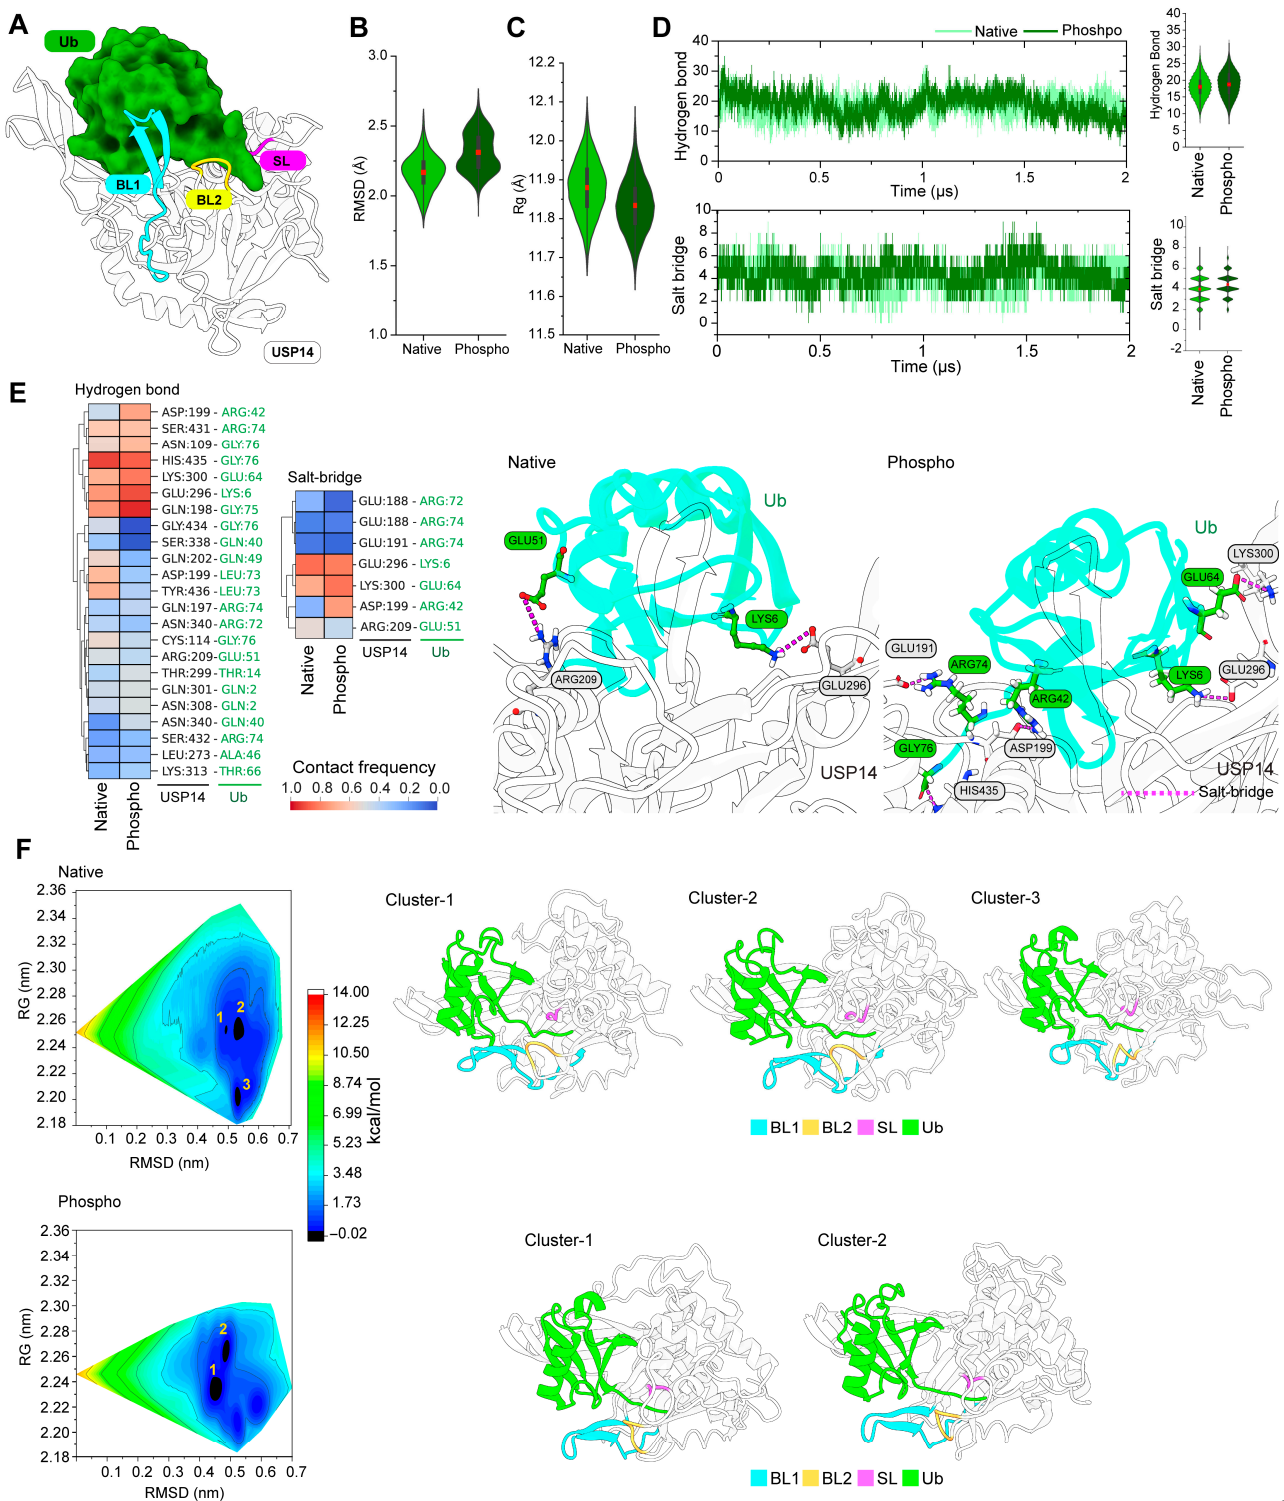 A
Ub
BL1
BL2
SL
USP14
B
3.0
2.5
2.0
1.5
1.0
RMSD (Å)
Native
Phospho
C
12.2
12.1
12.0
11.9
11.8
11.7
11.6
11.5
Rg (Å)
Native
Phospho
D
Native
Phoshpo
40
30
20
10
0
Hydrogen bond
0
0.5
1
1.5
2
Time (µs)
40
35
30
25
20
15
10
5
0
Hydrogen Bond
Native
Phospho
10
8
6
4
2
0
Salt bridge
0
0.5
1
1.5
2
Time (µs)
10
8
6
4
2
0
-2
Salt bridge
Native
Phospho
E
Hydrogen bond
ASP:199 - ARG:42
SER:431 - ARG:74
ASN:109 - GLY:76
HIS:435 - GLY:76
LYS:300 - GLU:64
GLU:296 - LYS:6
GLN:198 - GLY:75
GLY:434 - GLY:76
SER:338 - GLN:40
GLN:202 - GLN:49
ASP:199 - LEU:73
TYR:436 - LEU:73
GLN:197 - ARG:74
ASN:340 - ARG:72
CYS:114 - GLY:76
ARG:209 - GLU:51
THR:299 - THR:14
GLN:301 - GLN:2
ASN:308 - GLN:2
ASN:340 - GLN:40
SER:432 - ARG:74
LEU:273 - ALA:46
LYS:313 - THR:66
Native
Phospho
USP14
Ub
Salt-bridge
GLU:188 - ARG:72
GLU:188 - ARG:74
GLU:191 - ARG:74
GLU:296 - LYS:6
LYS:300 - GLU:64
ASP:199 - ARG:42
ARG:209 - GLU:51
Native
Phospho
USP14
Ub
Contact frequency
1.0 0.8 0.6 0.4 0.2 0.0
Native
Ub
GLU51
LYS6
ARG209
GLU296
USP14
Phospho
Ub
LYS300
GLU64
GLU191
ARG74
LYS6
GLU296
ARG42
GLY76
ASP199
HIS435
USP14
Salt-bridge
F
Native
2.36
2.32
2.30
2.28
2.26
2.24
2.20
2.18
RG (nm)
1
2
3
0.1 0.2 0.3 0.4 0.5 0.6 0.7
RMSD (nm)
14.00
12.25
10.50
8.74
6.99
5.23
3.48
1.73
−0.02
kcal/mol
Cluster-1
Cluster-2
Cluster-3
BL1 BL2 SL Ub
Phospho
2.36
2.34
2.32
2.30
2.28
2.26
2.24
2.22
2.20
2.18
RG (nm)
2
1
0.1 0.2 0.3 0.4 0.5 0.6 0.7
RMSD (nm)
Cluster-1
Cluster-2
BL1 BL2 SL Ub